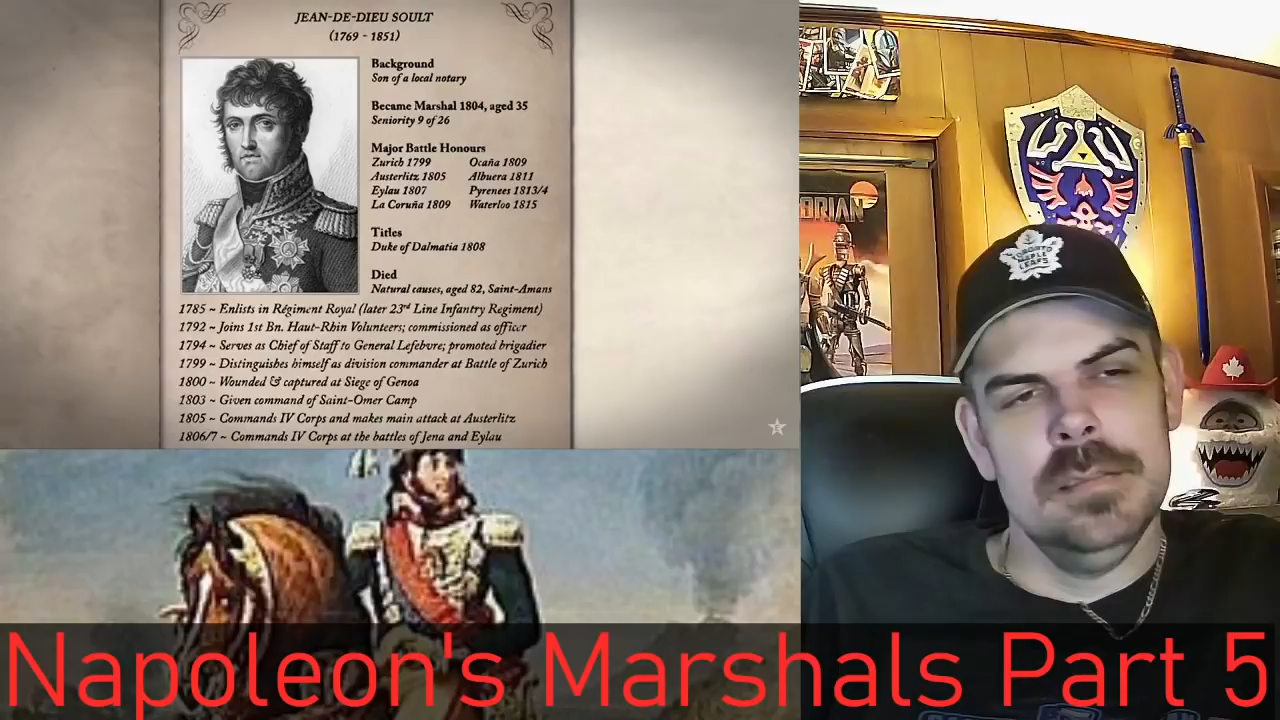 JEAN-DE-DIEU SOULT
(1769 - 1851)
Background
Son of a local notary
Became Marshal 1804, aged 35
Seniority 9 of 26
Major Battle Honours
Zurich 1799 Ocaña 1809
Austerlitz 1805 Albuera 1811
Eylau 1807 Pyrenees 1813/4
La Coruña 1809 Waterloo 1815
Titles
Duke of Dalmatia 1808
Died
Natural causes, aged 82, Saint-Amans
1785 ~ Enlists in Régiment Royal (later 23rd Line Infantry Regiment)
1792 ~ Joins 1st Bn. Haut-Rhin Volunteers; commissioned as officer
1794 ~ Serves as Chief of Staff to General Lefebvre; promoted brigadier
1799 ~ Distinguishes himself as division commander at Battle of Zurich
1800 ~ Wounded & captured at Siege of Genoa
1803 ~ Given command of Saint-Omer Camp
1805 ~ Commands IV Corps and makes main attack at Austerlitz
1806/7 ~ Commands IV Corps at the battles of Jena and Eylau
ORIAN
TORONTO
MAPLE
LEAFS
Napoleon's Marshals Part 5